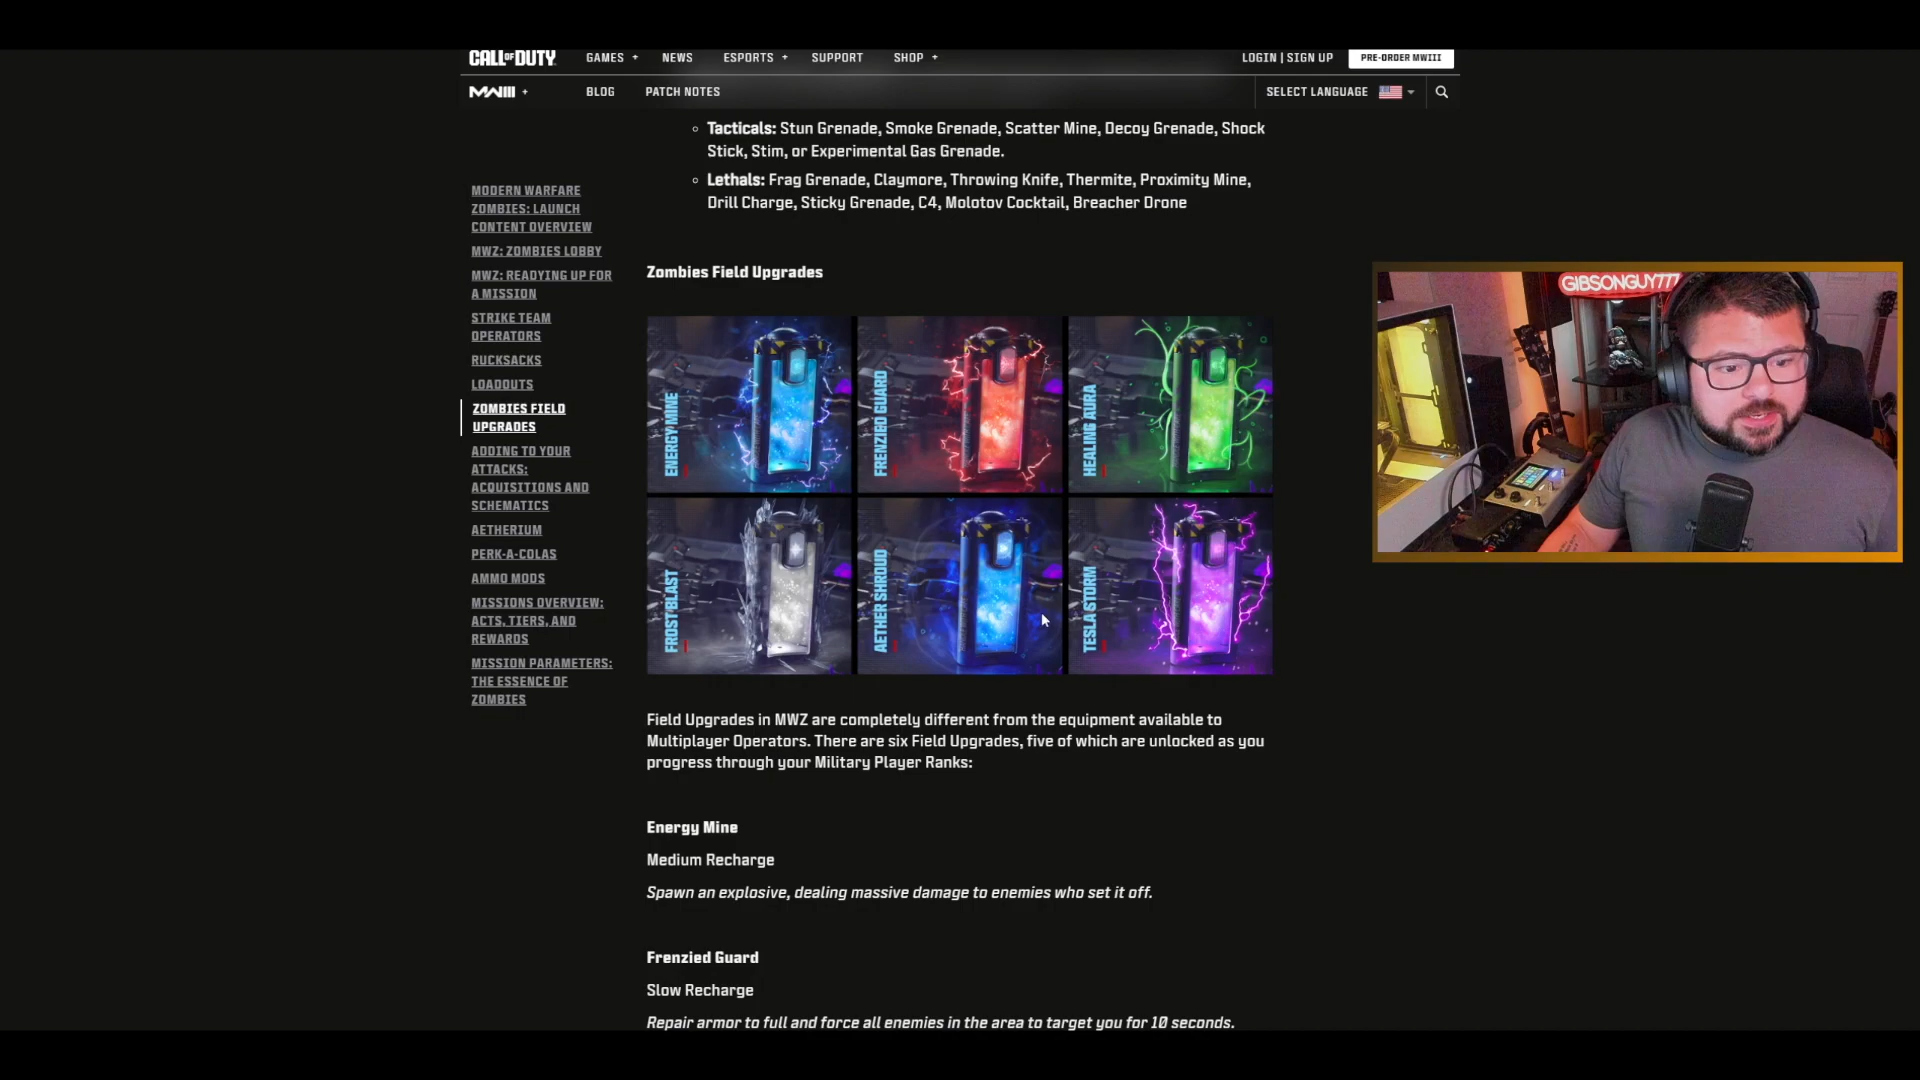 CALL OF DUTY
GAMES +
NEWS
ESPORTS +
SUPPORT
SHOP +
LOGIN | SIGN UP
PRE-ORDER MWIII
MWIII +
BLOG
PATCH NOTES
SELECT LANGUAGE
Tacticals: Stun Grenade, Smoke Grenade, Scatter Mine, Decoy Grenade, Shock
Stick, Stim, or Experimental Gas Grenade.
Lethals: Frag Grenade, Claymore, Throwing Knife, Thermite, Proximity Mine,
Drill Charge, Sticky Grenade, C4, Molotov Cocktail, Breacher Drone
MODERN WARFARE
ZOMBIES: LAUNCH
CONTENT OVERVIEW
MWZ: ZOMBIES LOBBY
MWZ: READYING UP FOR
A MISSION
STRIKE TEAM
OPERATORS
RUCKSACKS
LOADOUTS
ZOMBIES FIELD
UPGRADES
ADDING TO YOUR
ATTACKS:
ACQUISITIONS AND
SCHEMATICS
AETHERIUM
PERK-A-COLAS
AMMO MODS
MISSIONS OVERVIEW:
ACTS, TIERS, AND
REWARDS
MISSION PARAMETERS:
THE ESSENCE OF
ZOMBIES
Zombies Field Upgrades
ENERGY MINE
FRENZIED GUARD
HEALING AURA
FROST BLAST
AETHER SHROUD
TESLA STORM
Field Upgrades in MWZ are completely different from the equipment available to
Multiplayer Operators. There are six Field Upgrades, five of which are unlocked as you
progress through your Military Player Ranks:
Energy Mine
Medium Recharge
Spawn an explosive, dealing massive damage to enemies who set it off.
Frenzied Guard
Slow Recharge
Repair armor to full and force all enemies in the area to target you for 10 seconds.
GIBSONGUY777